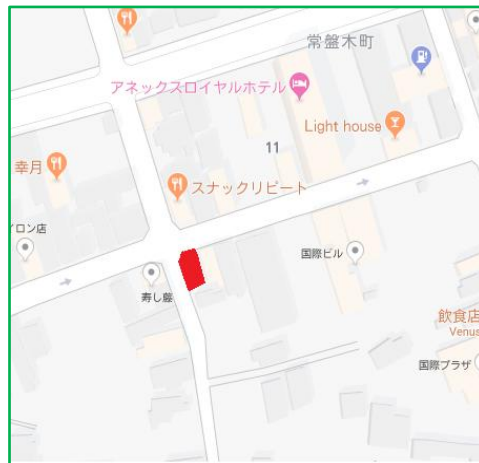 常盤木町
アネックスロイヤルホテル
Light house
11
幸月
スナックリピート
イロン店
国際ビル
寿し藤
飲食店
Venus
国際プラザ